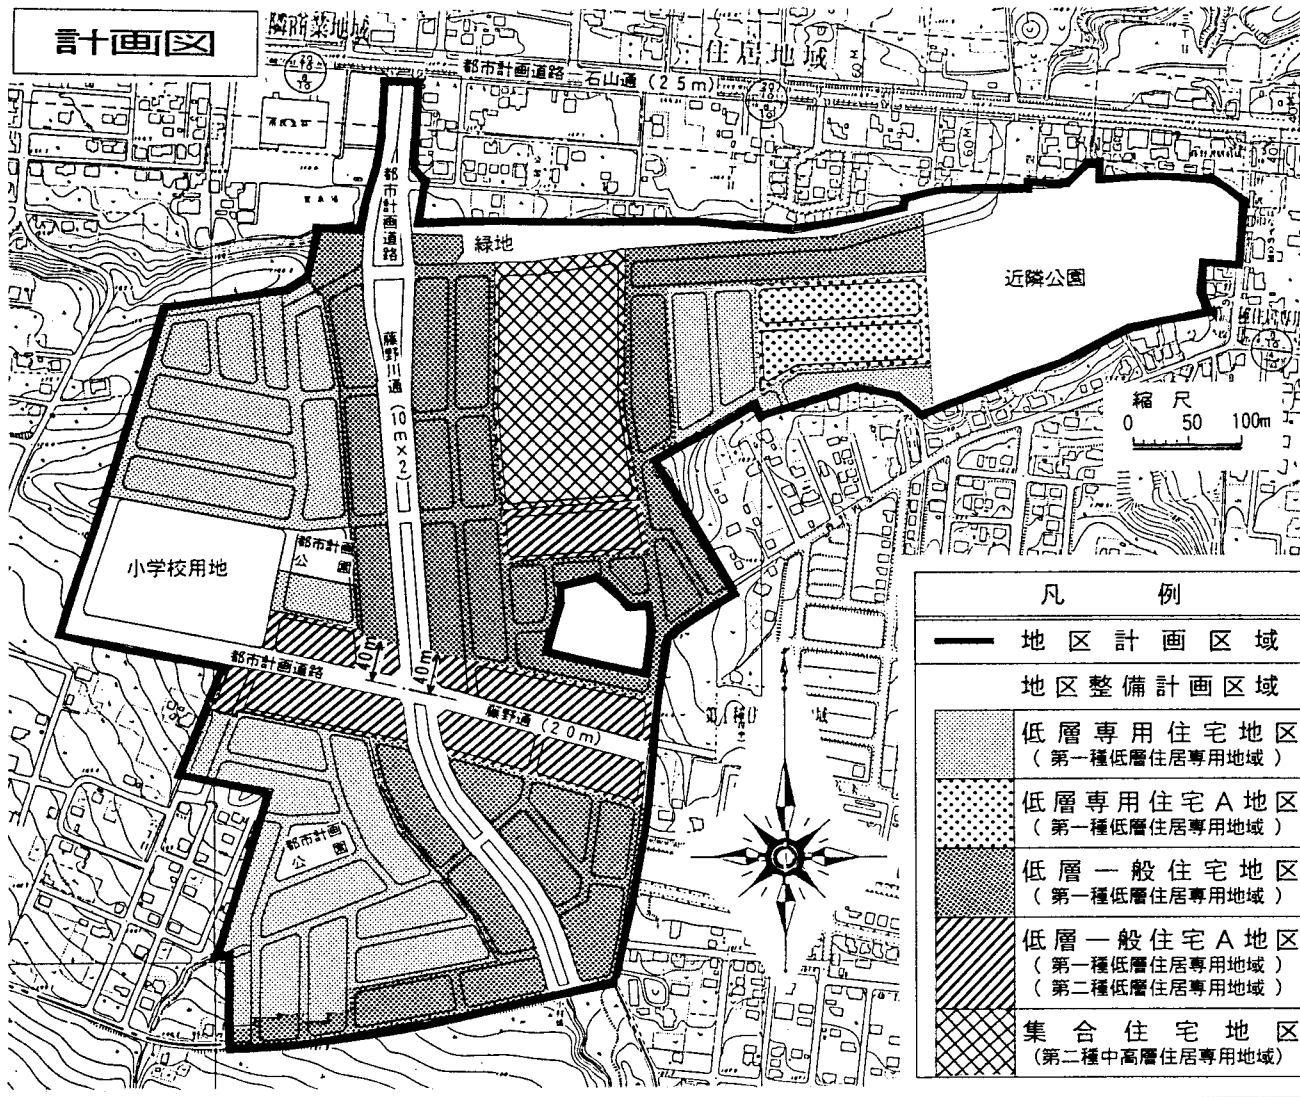 計画図
住居地域
都市計画道路 石山通（25m）
都市計画道路
緑地
近隣公園
藤野川通（10m×2）
縮尺
0 50 100m
都市計画
公園
小学校用地
40m
40m
都市計画道路
藤野通（20m）
都市計画
公園
凡例
地区計画区域
地区整備計画区域
低層専用住宅地区
（第一種低層住居専用地域）
低層専用住宅A地区
（第一種低層住居専用地域）
低層一般住宅地区
（第一種低層住居専用地域）
低層一般住宅A地区
（第一種低層住居専用地域）
（第二種低層住居専用地域）
集合住宅地区
（第二種中高層住居専用地域）